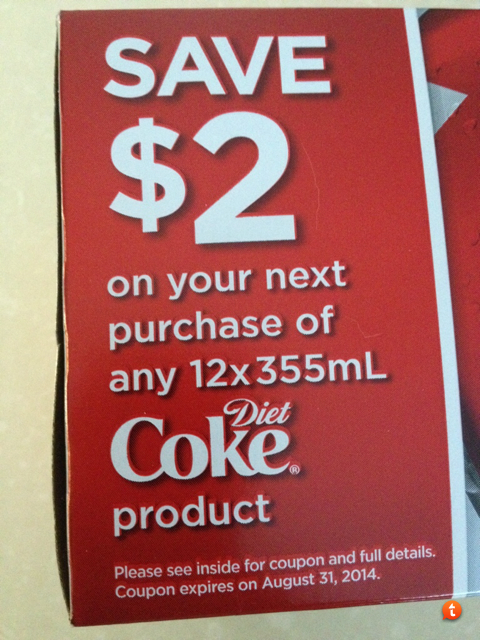 SAVE
$2
on your next
purchase of
any 12x355mL
Diet
Coke®
product
Please see inside for coupon and full details.
Coupon expires on August 31, 2014.
t